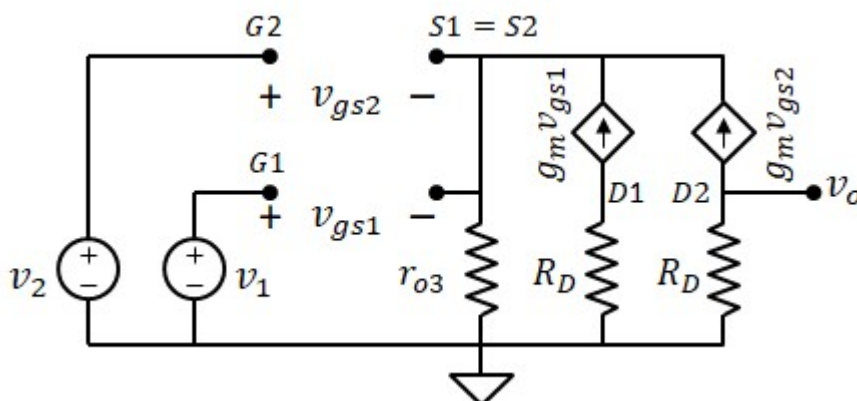 G2
S1 = S2
+ v_gs2 −
g_m v_gs1
g_m v_gs2
G1
+ v_gs1 −
D1
D2
v_o
v_2
+
−
+
−
v_1
r_o3
R_D
R_D